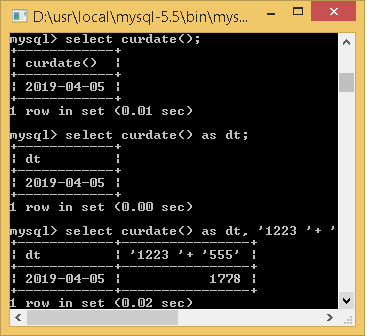 D:\usr\local\mysql-5.5\bin\mys...
mysql> select curdate();
+------------+
| curdate()  |
+------------+
| 2019-04-05 |
+------------+
1 row in set (0.01 sec)
mysql> select curdate() as dt;
+------------+
| dt         |
+------------+
| 2019-04-05 |
+------------+
1 row in set (0.00 sec)
mysql> select curdate() as dt, '1223 '+ '
+------------+----------------+
| dt         | '1223 '+ '555' |
+------------+----------------+
| 2019-04-05 |           1778 |
+------------+----------------+
1 row in set (0.02 sec)